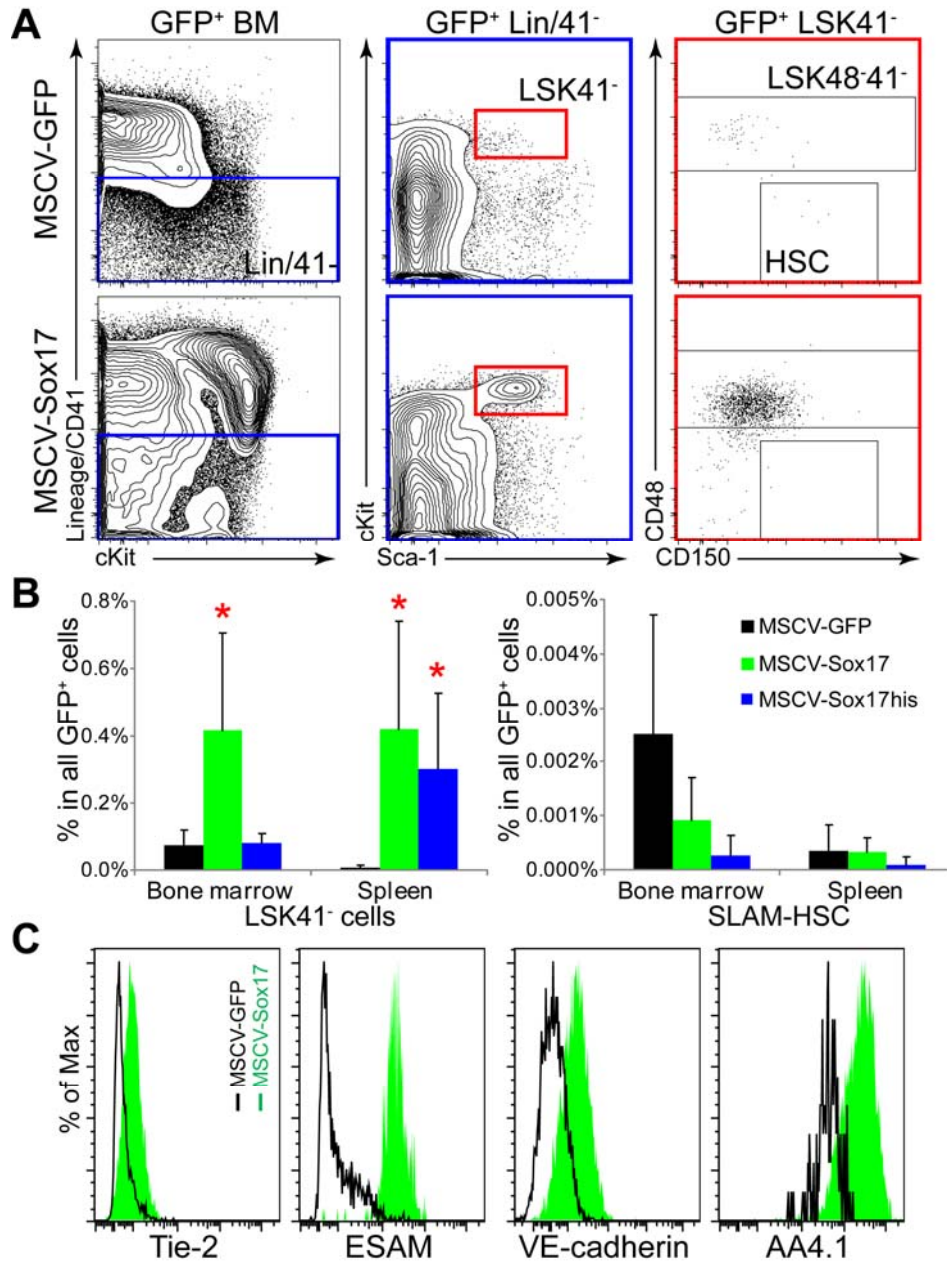 A
GFP⁺ BM
GFP⁺ Lin/41⁻
GFP⁺ LSK41⁻
MSCV-GFP
Lin/41-
LSK41⁻
LSK48⁻41⁻
HSC
MSCV-Sox17
Lineage/CD41
cKit
cKit
Sca-1
CD48
CD150
B
% in all GFP⁺ cells
0.8%
0.6%
0.4%
0.2%
0.0%
*
*
*
Bone marrow
Spleen
LSK41⁻ cells
% in all GFP⁺ cells
0.005%
0.004%
0.003%
0.002%
0.001%
0.000%
MSCV-GFP
MSCV-Sox17
MSCV-Sox17his
Bone marrow
Spleen
SLAM-HSC
C
% of Max
MSCV-GFP
MSCV-Sox17
Tie-2
ESAM
VE-cadherin
AA4.1